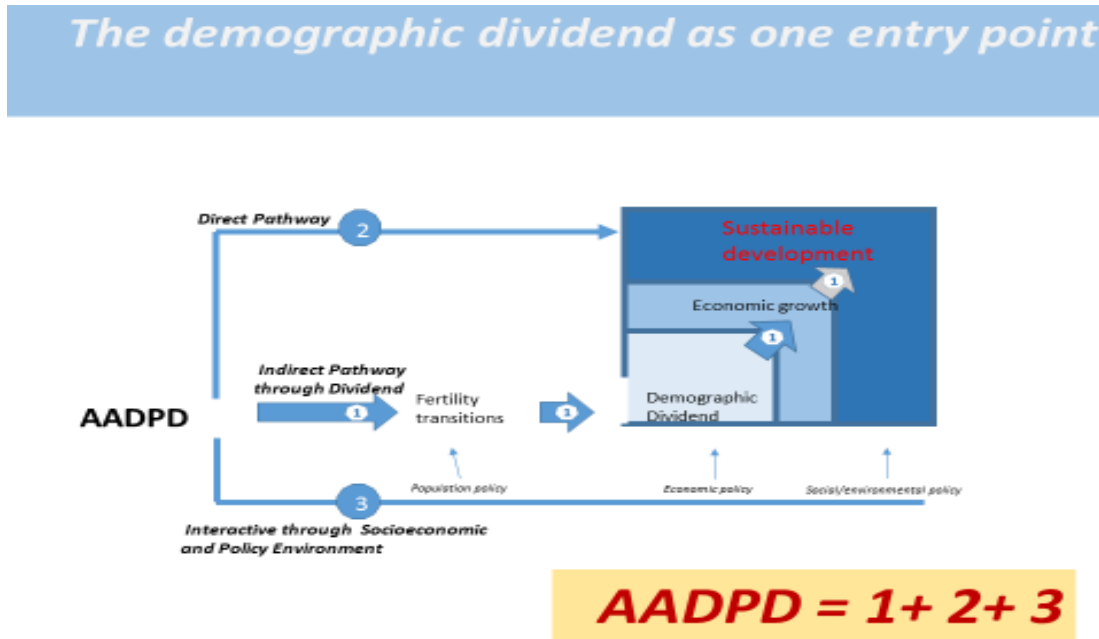 The demographic dividend as one entry point
Direct Pathway
2
Sustainable
development
1
Economic growth
1
Indirect Pathway
through Dividend
AADPD
1
Fertility
transitions
1
Demographic
Dividend
Population policy
Economic policy
Social/environmental policy
3
Interactive through Socioeconomic
and Policy Environment
AADPD = 1+ 2+ 3